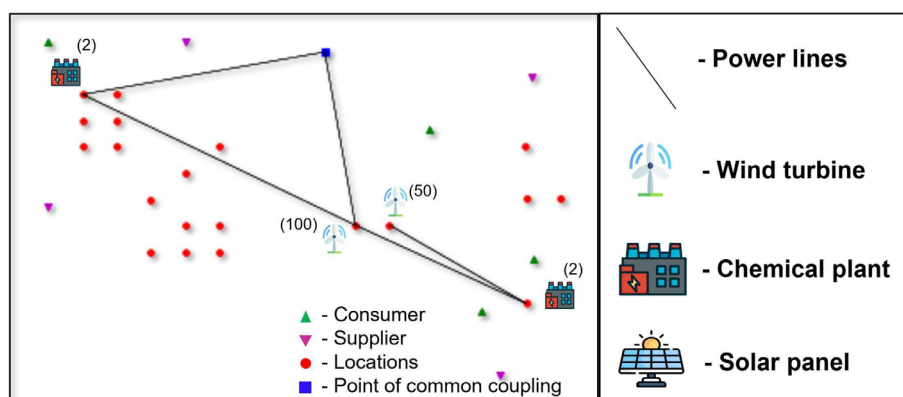 (2)
(50)
(100)
(2)
- Consumer
- Supplier
- Locations
- Point of common coupling
- Power lines
- Wind turbine
- Chemical plant
- Solar panel